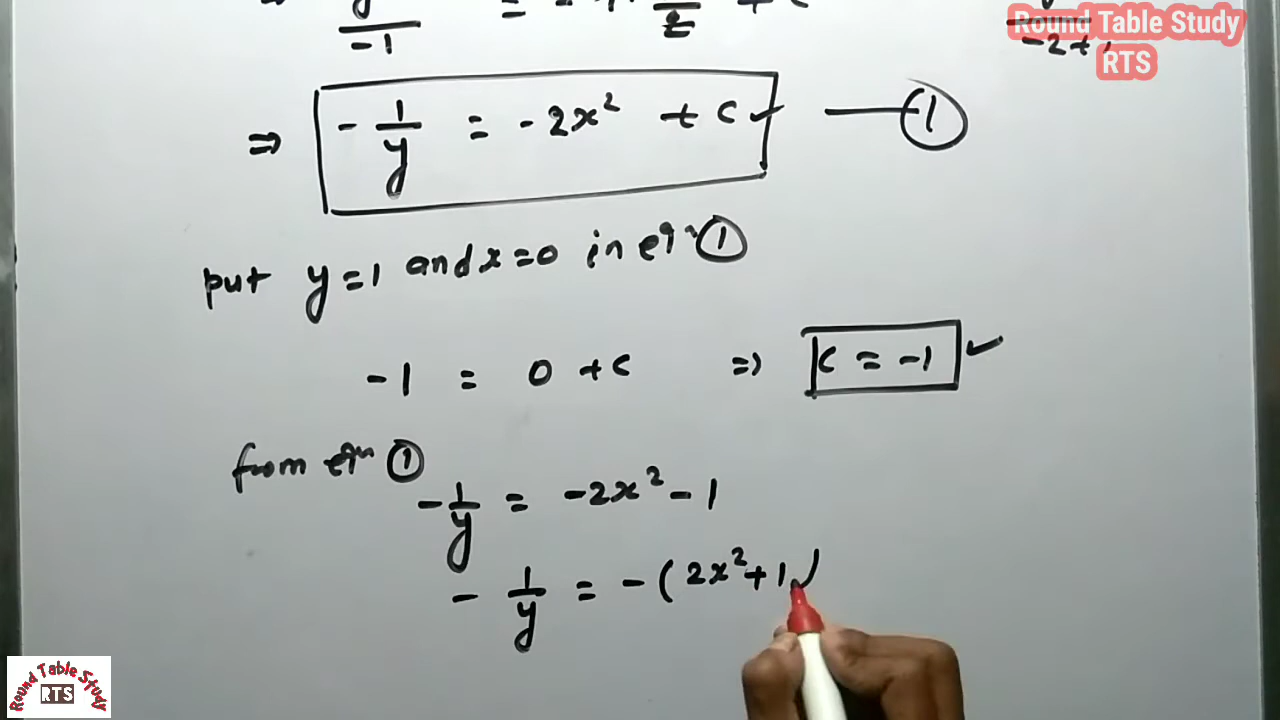 Round Table Study
RTS
⇒ -1/y = -2x² + c — ①
put y=1 and x=0 in eqn ①
-1 = 0 + c ⇒ c = -1
from eqn ①
-1/y = -2x² - 1
- 1/y = -(2x²+1)
Round Table Study
RTS